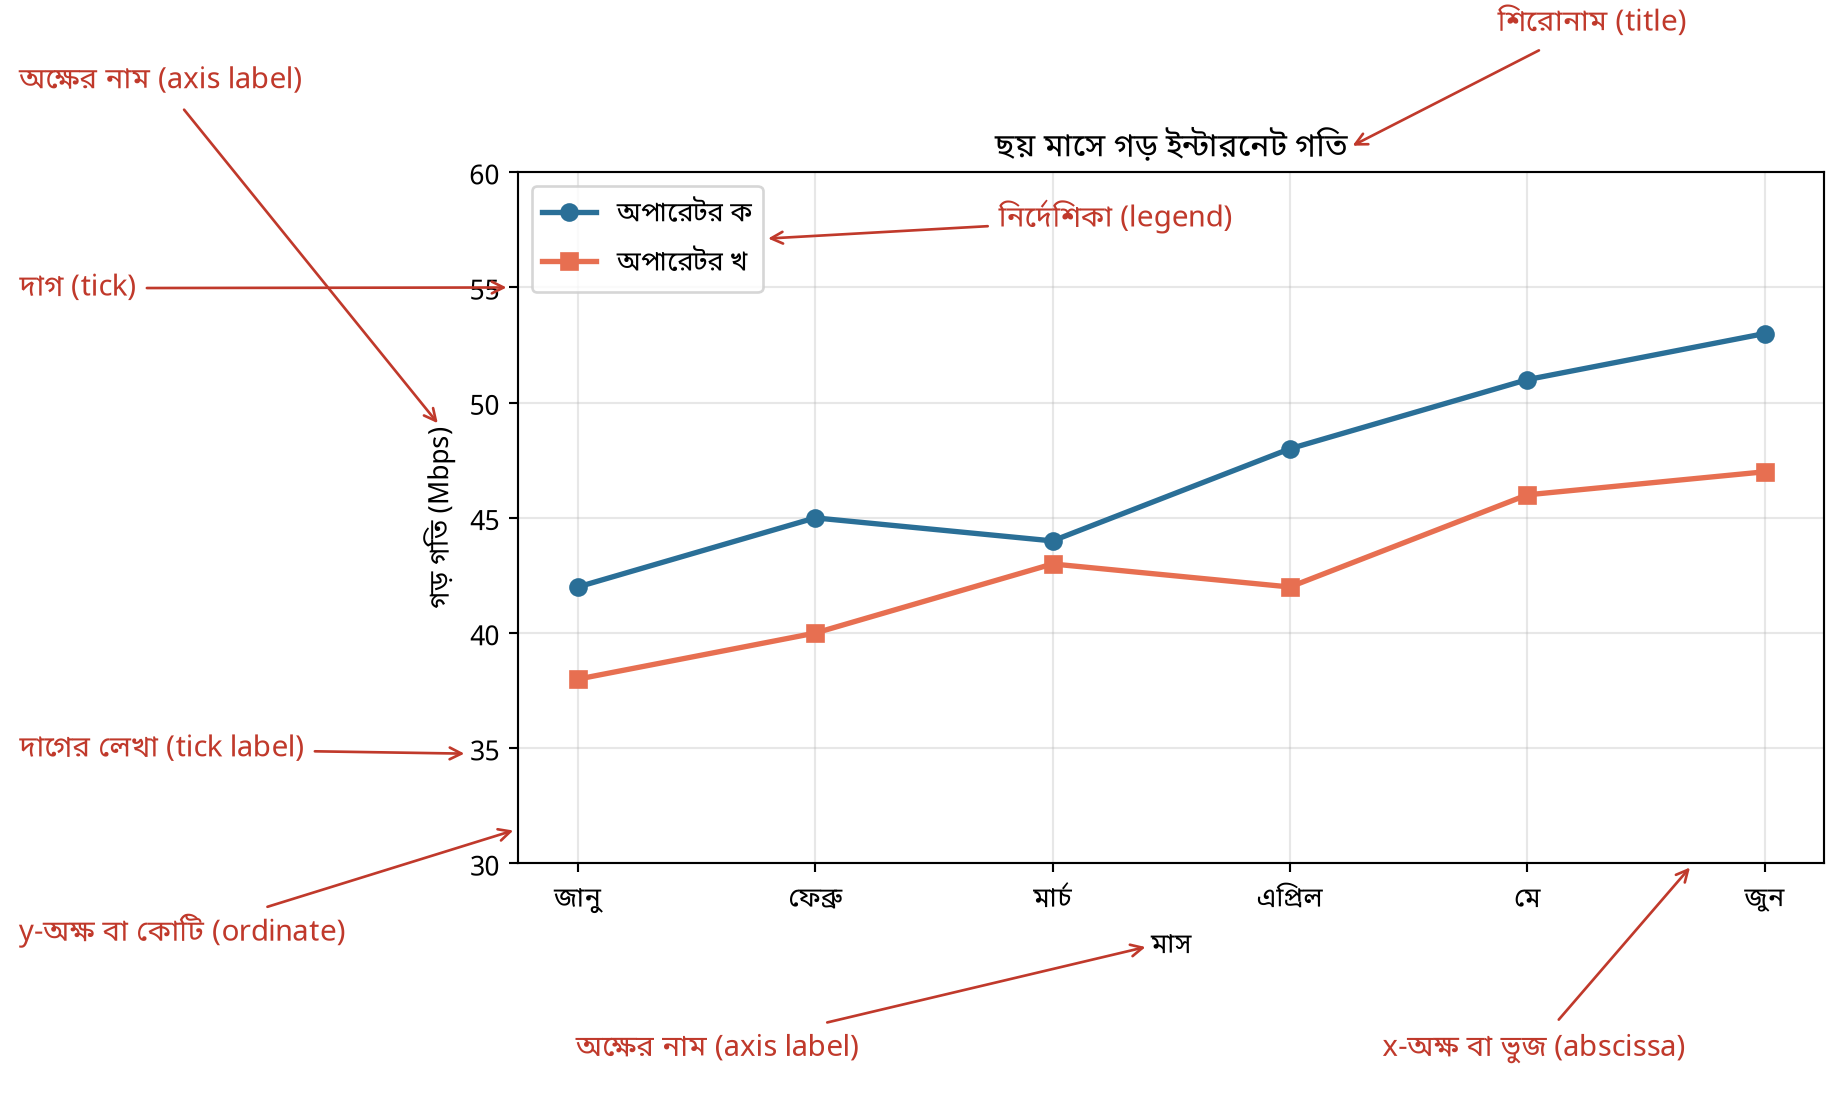 শিরোনাম (title)
অক্ষের নাম (axis label)
ছয় মাসে গড় ইন্টারনেট গতি
60
অপারেটর ক
নির্দেশিকা (legend)
অপারেটর খ
দাগ (tick)
55
50
গড় গতি (Mbps)
45
40
দাগের লেখা (tick label)
35
30
জানু ফেব্রু মার্চ এপ্রিল মে জুন
y-অক্ষ বা কোটি (ordinate)
মাস
অক্ষের নাম (axis label)
x-অক্ষ বা ভুজ (abscissa)